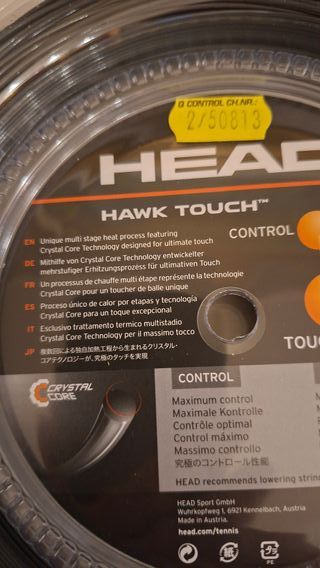 Q CONTROL CH.NR.:
2/50813
HEAD
HAWK TOUCH™
CONTROL
EN Unique multi stage heat process featuring
Crystal Core Technology designed for ultimate touch
DE Mithilfe von Crystal Core Technology entwickelter
mehrstufiger Erhitzungsprozess für ultimativen Touch
FR Un processus de chauffe multi étape représente la technologie
Crystal Core pour un toucher de balle unique
ES Proceso único de calor por etapas y tecnología
Crystal Core para un toque excepcional
IT Esclusivo trattamento termico multistadio
Crystal Core Technology per il massimo tocco
JP 複数回による独自加熱工程から生まれるクリスタル・
コアテクノロジーが、究極のタッチを実現
TOUC
CRYSTAL
CORE
CONTROL
Maximum control
Maximale Kontrolle
Contrôle optimal
Control máximo
Massimo controllo
究極のコントロール性能
HEAD recommends lowering string
HEAD Sport GmbH
Wuhrkopfweg 1, 6921 Kennelbach, Austria
Made in Austria.
head.com/tennis
紙
プラ
PE